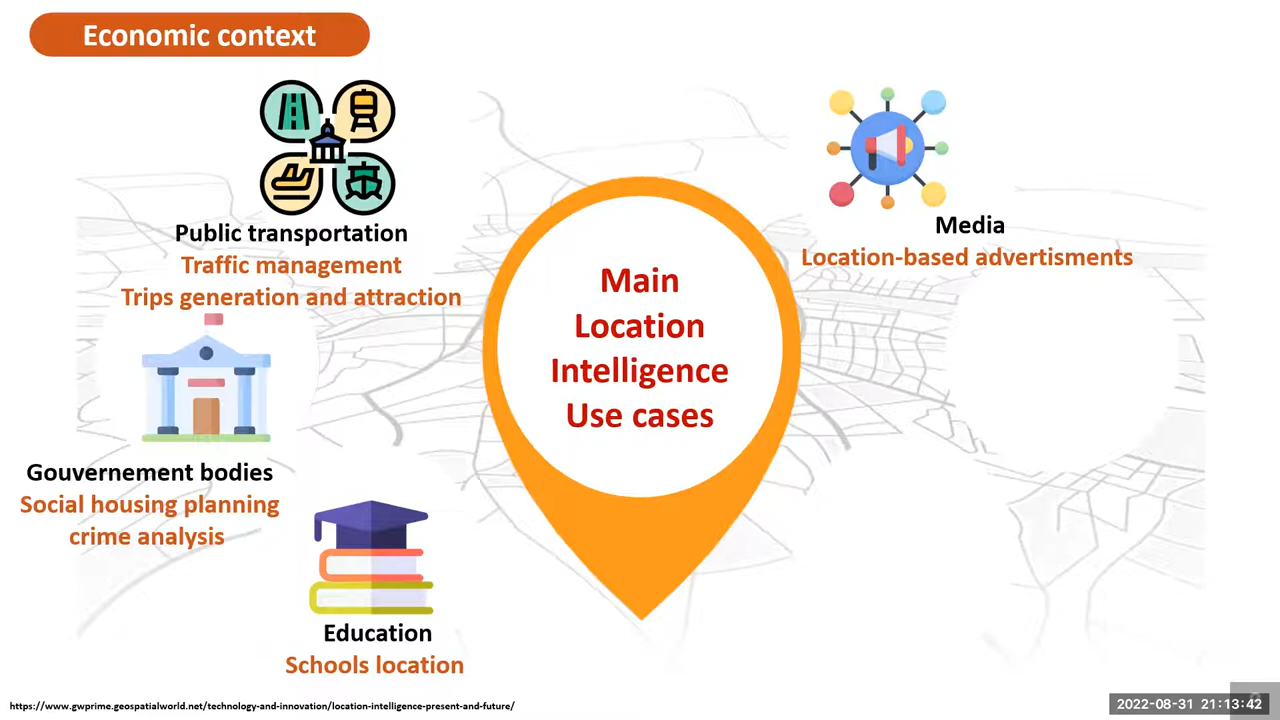 Economic context
Public transportation
Traffic management
Trips generation and attraction
Gouvernement bodies
Social housing planning
crime analysis
Education
Schools location
Main
Location
Intelligence
Use cases
Media
Location-based advertisments
https://www.gwprime.geospatialworld.net/technology-and-innovation/location-intelligence-present-and-future/
2022-08-31 21:13:42